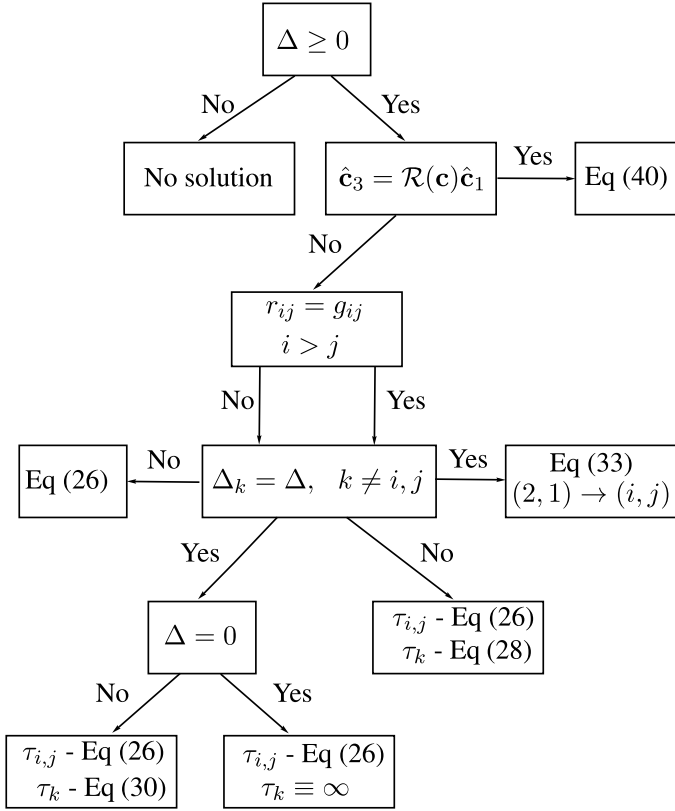 Δ ≥ 0
No
Yes
No solution
ĉ₃ = ℛ(c)ĉ₁
Yes
Eq (40)
No
r_{ij} = g_{ij}
i > j
No
Yes
Eq (26)
No
Δ_k = Δ, k ≠ i, j
Yes
Eq (33)
(2, 1) → (i, j)
Yes
No
Δ = 0
τ_{i,j} - Eq (26)
τ_k - Eq (28)
No
Yes
τ_{i,j} - Eq (26)
τ_k - Eq (30)
τ_{i,j} - Eq (26)
τ_k ≡ ∞